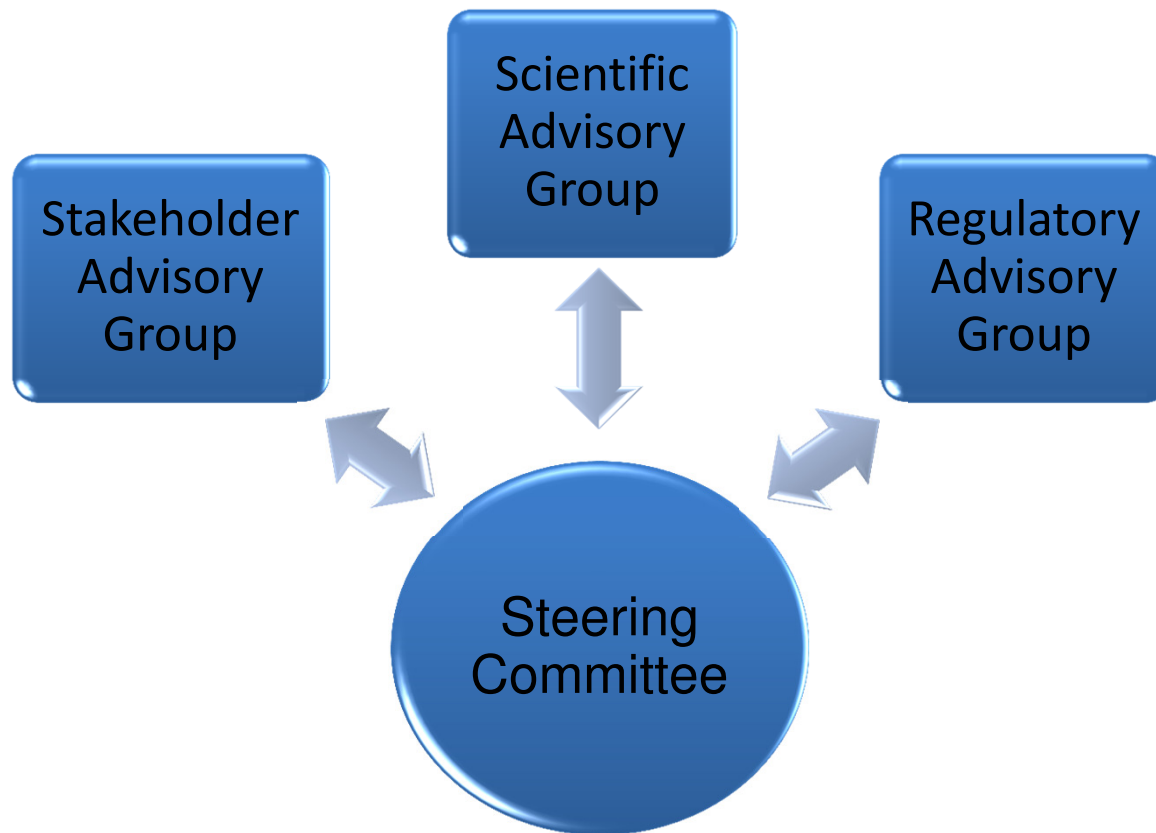 Scientific
Advisory
Group
Stakeholder
Advisory
Group
Regulatory
Advisory
Group
Steering
Committee